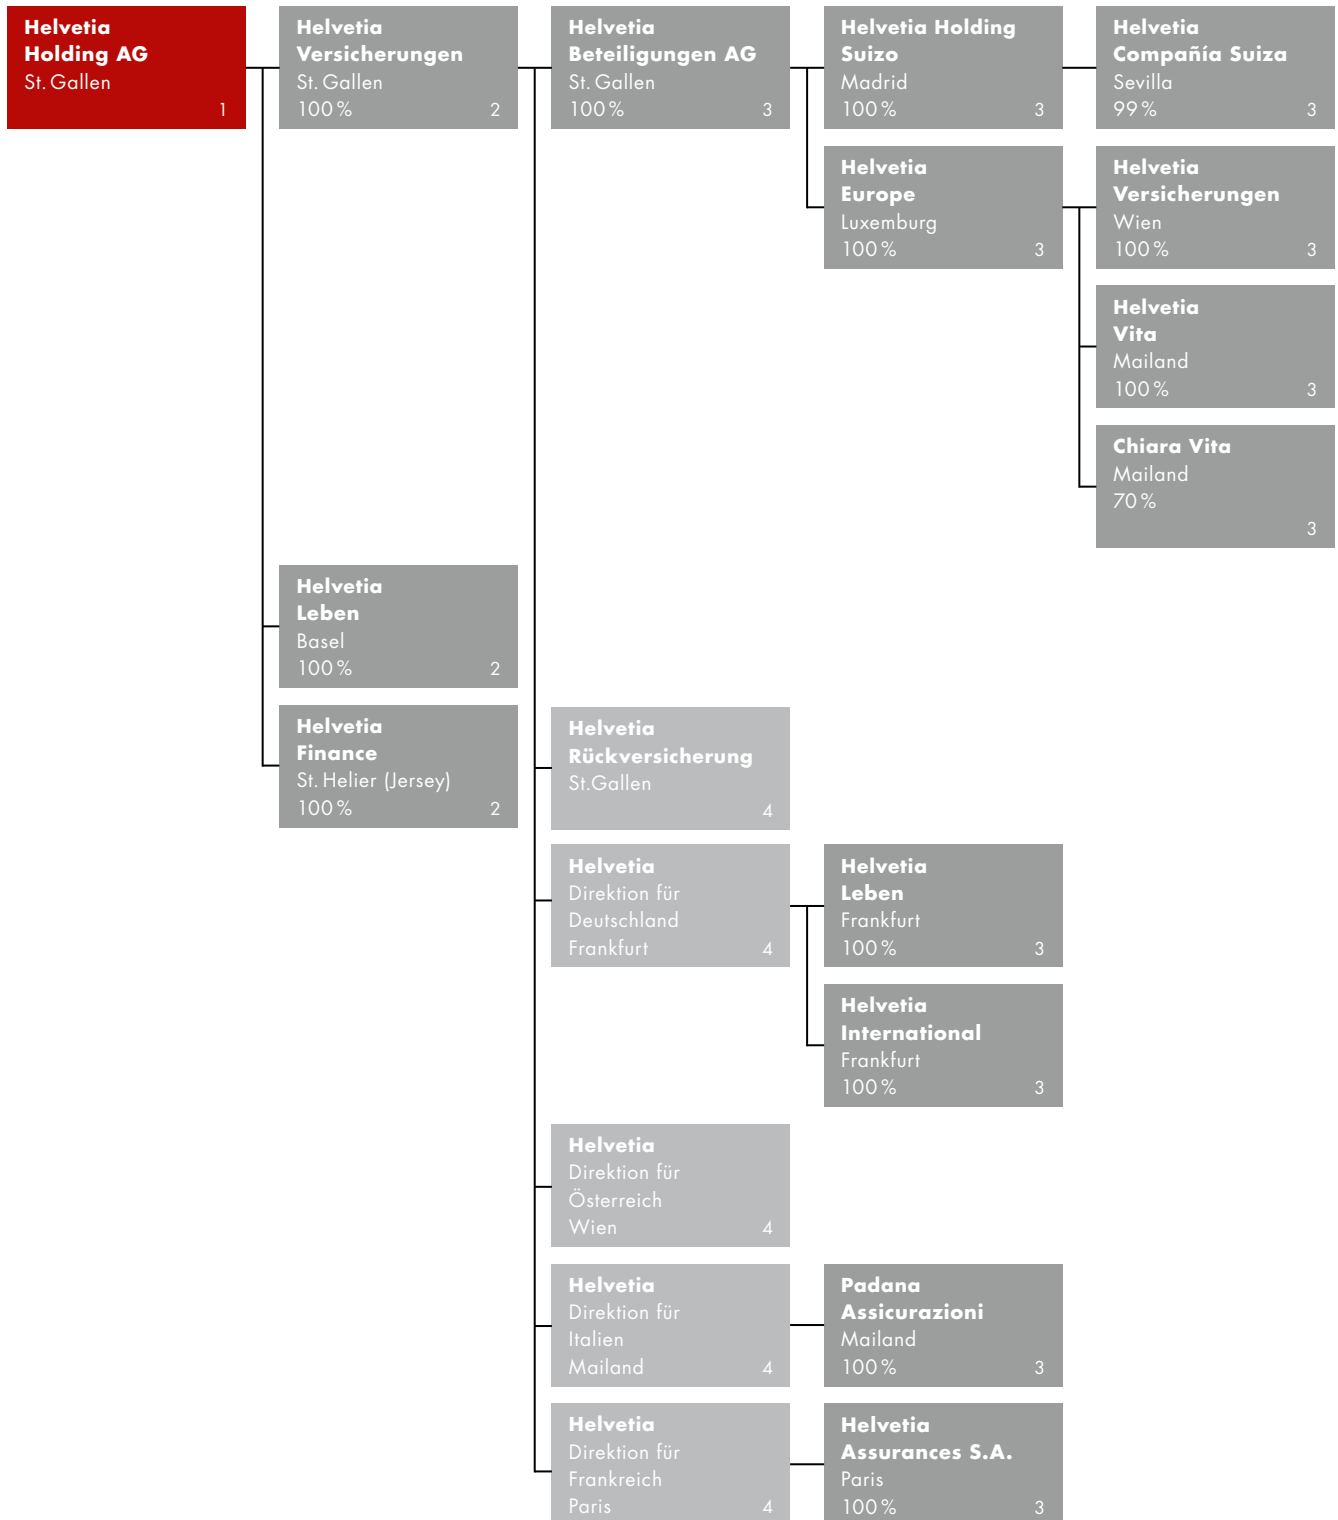 Helvetia
Holding AG
St. Gallen
1
Helvetia
Versicherungen
St. Gallen
100 % 2
Helvetia
Beteiligungen AG
St. Gallen
100 % 3
Helvetia Holding
Suizo
Madrid
100 % 3
Helvetia
Compañía Suiza
Sevilla
99 % 3
Helvetia
Europe
Luxemburg
100 % 3
Helvetia
Versicherungen
Wien
100 % 3
Helvetia
Vita
Mailand
100 % 3
Chiara Vita
Mailand
70 %
3
Helvetia
Leben
Basel
100 % 2
Helvetia
Finance
St. Helier (Jersey)
100 % 2
Helvetia
Rückversicherung
St.Gallen
4
Helvetia
Direktion für
Deutschland
Frankfurt 4
Helvetia
Leben
Frankfurt
100 % 3
Helvetia
International
Frankfurt
100 % 3
Helvetia
Direktion für
Österreich
Wien 4
Helvetia
Direktion für
Italien
Mailand 4
Padana
Assicurazioni
Mailand
100 % 3
Helvetia
Direktion für
Frankreich
Paris 4
Helvetia
Assurances S.A.
Paris
100 % 3